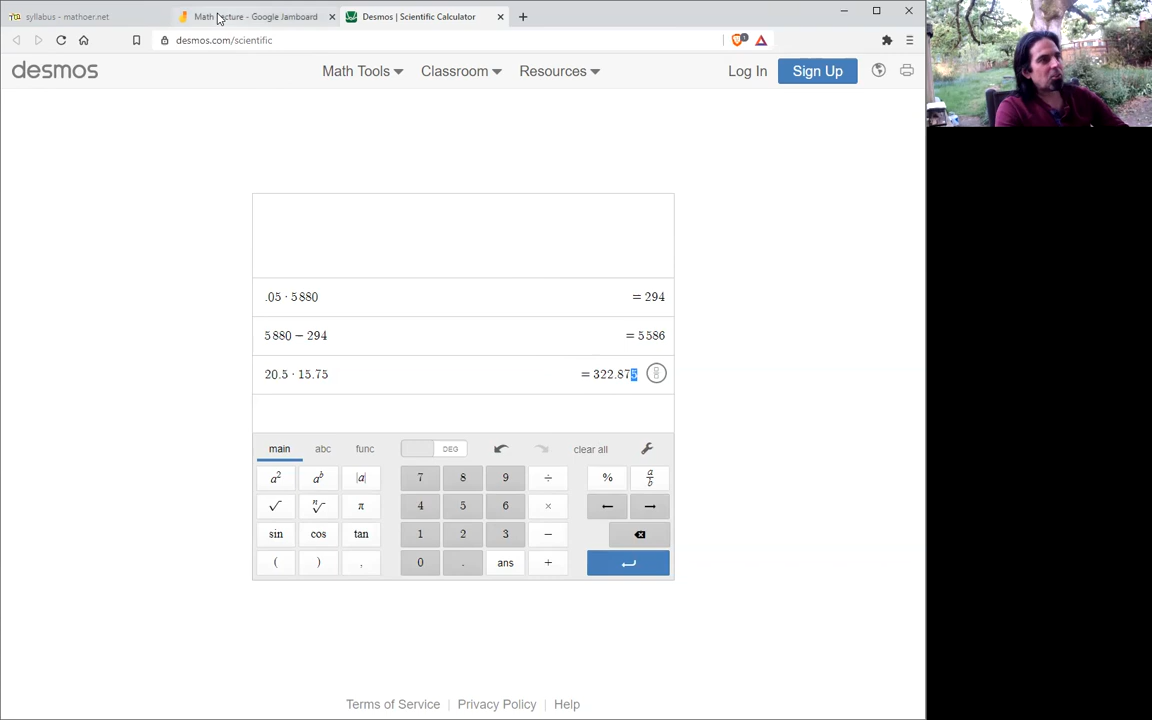 syllabus - mathoer.net
Math Lecture - Google Jamboard
Desmos | Scientific Calculator
desmos.com/scientific
1
desmos
Math Tools
Classroom
Resources
Log In
Sign Up
.05 · 5880
= 294
5880 − 294
= 5586
20.5 · 15.75
= 322.875
main
abc
func
DEG
clear all
a² aᵇ |a| 7 8 9 ÷ % a/b
√ ⁿ√ π 4 5 6 × ← →
sin cos tan 1 2 3 −
( ) , 0 . ans +
Terms of Service | Privacy Policy | Help